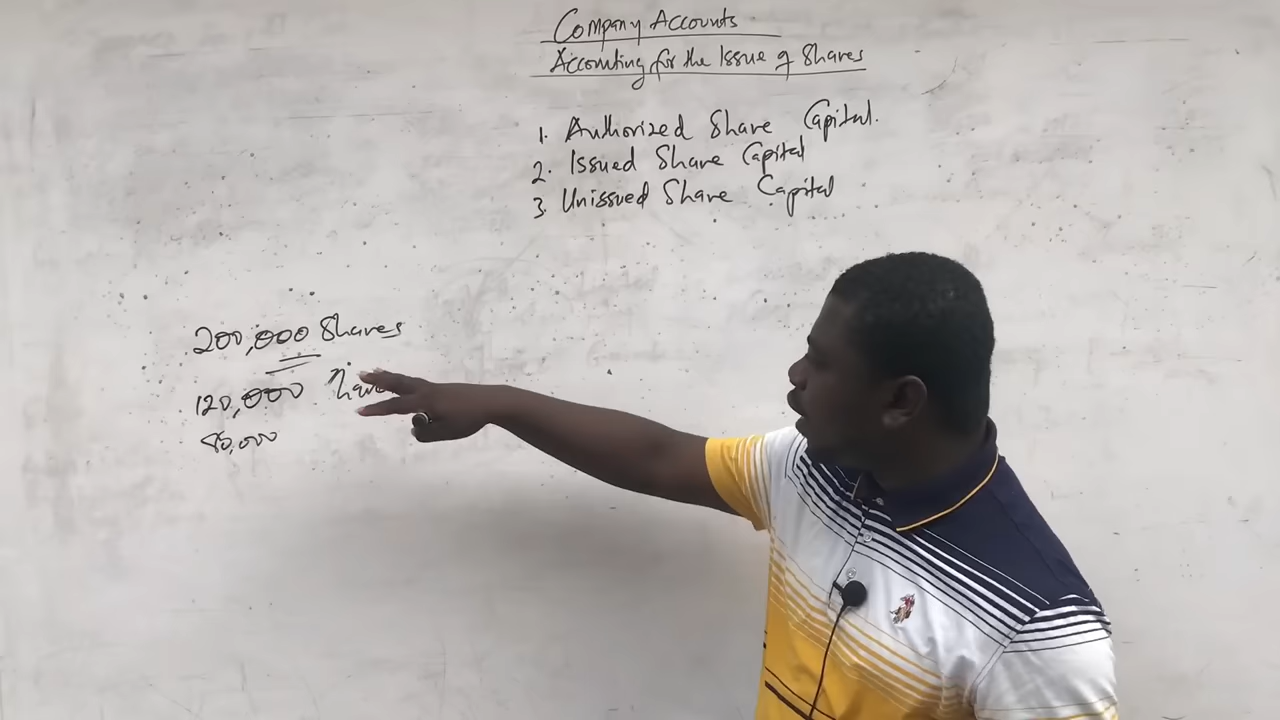 Company Accounts
Accounting for the Issue of Shares
1. Authorized Share Capital.
2. Issued Share Capital
3. Unissued Share Capital
200,000 Shares
120,000
80,000